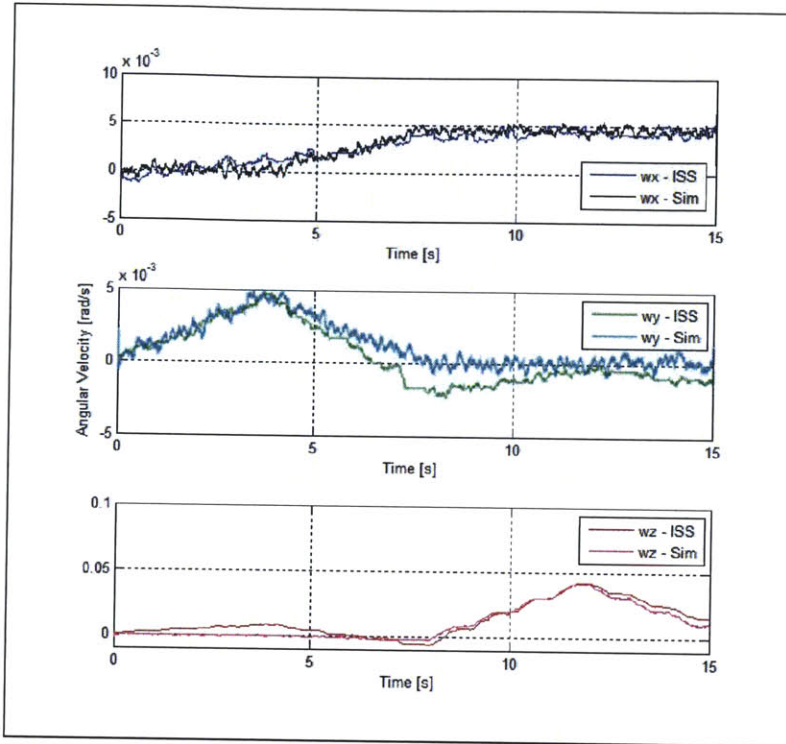 x 10⁻³
10
5
0
-5
wx - ISS
wx - Sim
0 5 10 15
Time [s]
x 10⁻³
5
0
-5
Angular Velocity [rad/s]
wy - ISS
wy - Sim
0 5 10 15
Time [s]
0.1
0.05
0
wz - ISS
wz - Sim
0 5 10 15
Time [s]